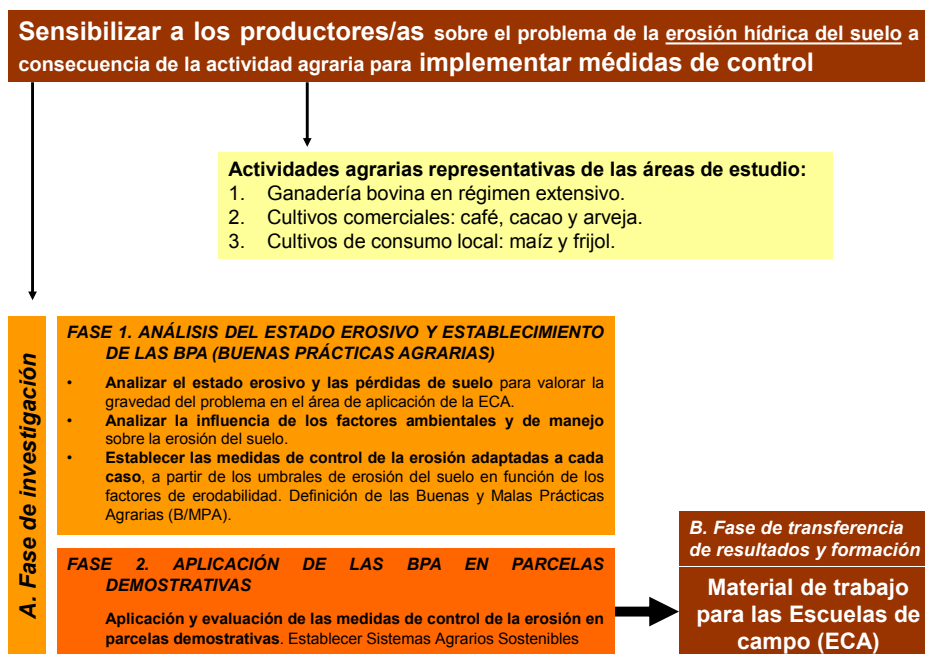 Sensibilizar a los productores/as sobre el problema de la erosión hídrica del suelo a
consecuencia de la actividad agraria para implementar médidas de control
Actividades agrarias representativas de las áreas de estudio:
1. Ganadería bovina en régimen extensivo.
2. Cultivos comerciales: café, cacao y arveja.
3. Cultivos de consumo local: maíz y frijol.
A. Fase de investigación
FASE 1. ANÁLISIS DEL ESTADO EROSIVO Y ESTABLECIMIENTO
DE LAS BPA (BUENAS PRÁCTICAS AGRARIAS)
• Analizar el estado erosivo y las pérdidas de suelo para valorar la
gravedad del problema en el área de aplicación de la ECA.
• Analizar la influencia de los factores ambientales y de manejo
sobre la erosión del suelo.
• Establecer las medidas de control de la erosión adaptadas a cada
caso, a partir de los umbrales de erosión del suelo en función de los
factores de erodabilidad. Definición de las Buenas y Malas Prácticas
Agrarias (B/MPA).
FASE 2. APLICACIÓN DE LAS BPA EN PARCELAS
DEMOSTRATIVAS
Aplicación y evaluación de las medidas de control de la erosión en
parcelas demostrativas. Establecer Sistemas Agrarios Sostenibles
B. Fase de transferencia
de resultados y formación
Material de trabajo
para las Escuelas de
campo (ECA)